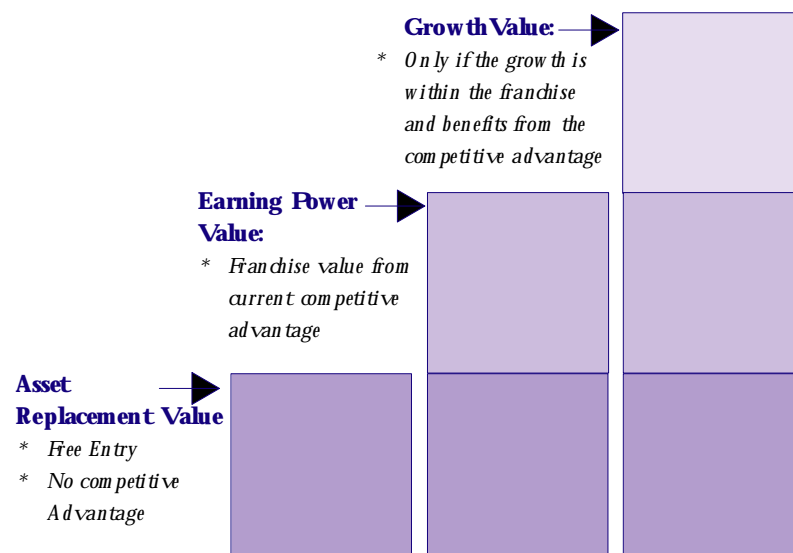 Growth Value:
* Only if the growth is
within the franchise
and benefits from the
competitive advantage
Earning Power
Value:
* Franchise value from
current competitive
advantage
Asset
Replacement Value
* Free Entry
* No competitive
Advantage